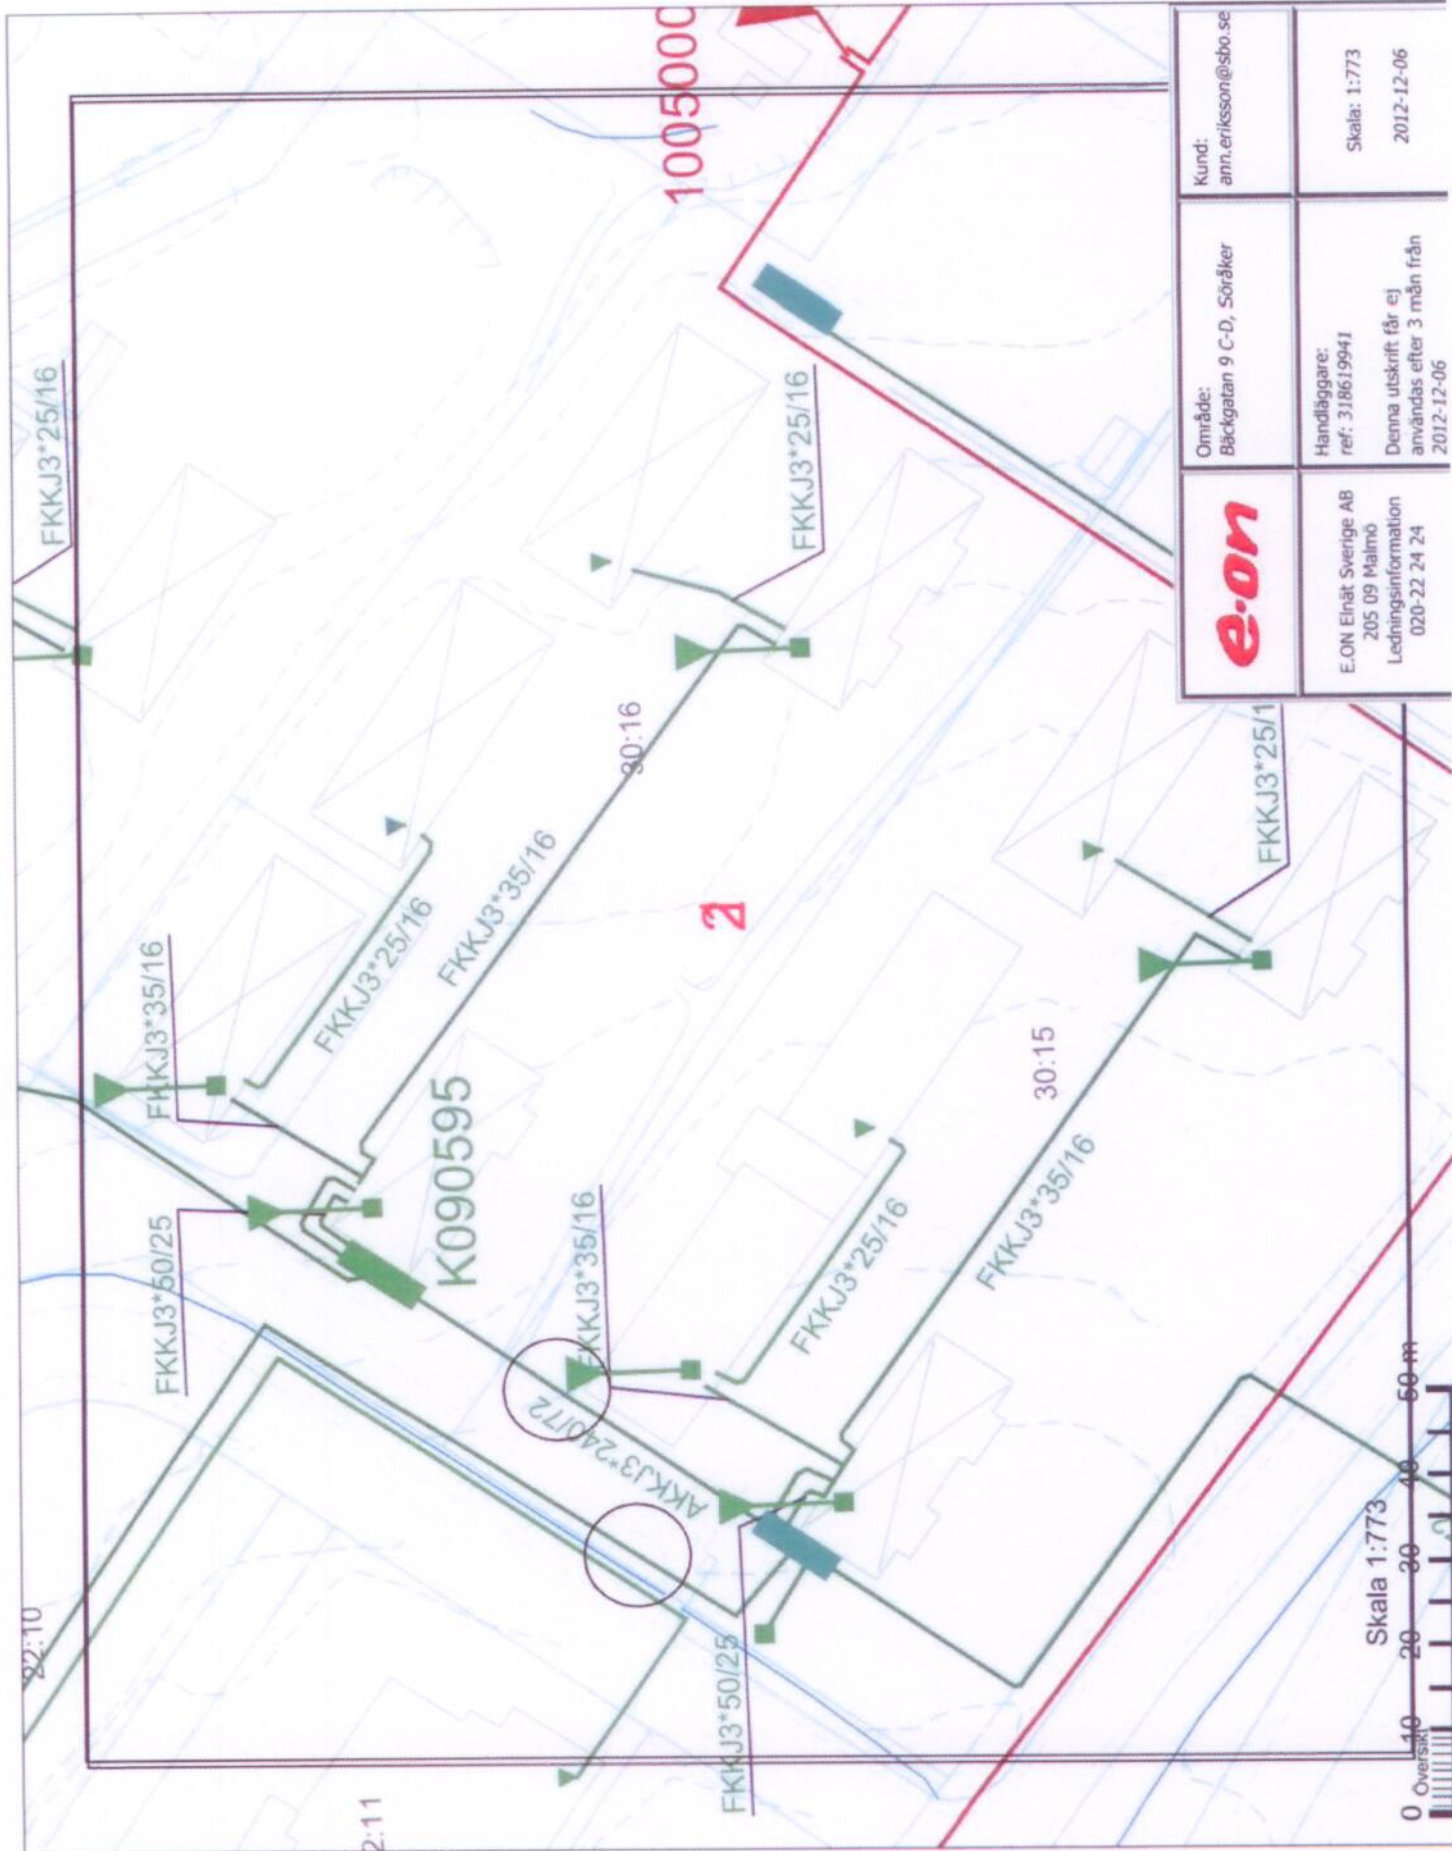 FKKJ3*25/16
1005000
FKKJ3*25/16
30:16
FKKJ3*35/16
FKKJ3*25/16
FKKJ3*35/16
K090595
FKKJ3*50/25
FKKJ3*35/16
AKKJ3*240/72
FKKJ3*25/16
FKKJ3*35/16
30:15
FKKJ3*25/1
FKKJ3*50/25
22:10
2:11
Skala 1:773
0 10 20 30 40 50 m
Översikt
e·on
Område:
Bäckgatan 9 C-D, Söråker
Kund:
ann.eriksson@sbo.se
E.ON Elnät Sverige AB
205 09 Malmö
Ledningsinformation
020-22 24 24
Handläggare:
ref: 318619941
Denna utskrift får ej
användas efter 3 mån från
2012-12-06
Skala: 1:773
2012-12-06